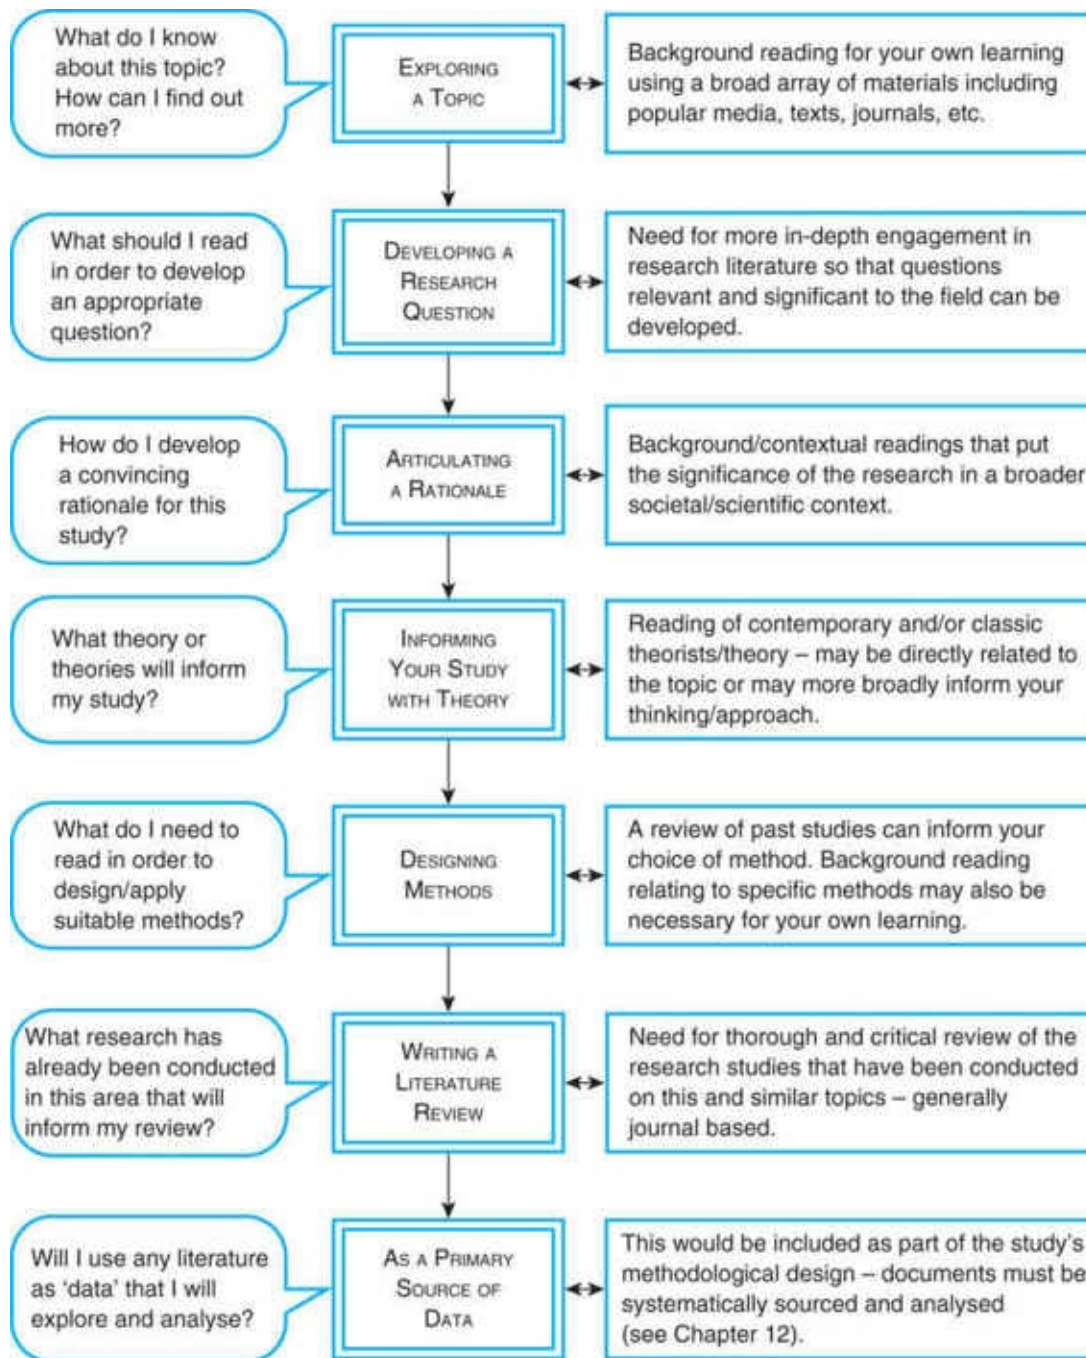 What do I know
about this topic?
How can I find out
more?
EXPLORING
A TOPIC
Background reading for your own learning
using a broad array of materials including
popular media, texts, journals, etc.
What should I read
in order to develop
an appropriate
question?
DEVELOPING A
RESEARCH
QUESTION
Need for more in-depth engagement in
research literature so that questions
relevant and significant to the field can be
developed.
How do I develop
a convincing
rationale for this
study?
ARTICULATING
A RATIONALE
Background/contextual readings that put
the significance of the research in a broader
societal/scientific context.
What theory or
theories will inform
my study?
INFORMING
YOUR STUDY
WITH THEORY
Reading of contemporary and/or classic
theorists/theory – may be directly related to
the topic or may more broadly inform your
thinking/approach.
What do I need to
read in order to
design/apply
suitable methods?
DESIGNING
METHODS
A review of past studies can inform your
choice of method. Background reading
relating to specific methods may also be
necessary for your own learning.
What research has
already been conducted
in this area that will
inform my review?
WRITING A
LITERATURE
REVIEW
Need for thorough and critical review of the
research studies that have been conducted
on this and similar topics – generally
journal based.
Will I use any literature
as ‘data’ that I will
explore and analyse?
AS A PRIMARY
SOURCE OF
DATA
This would be included as part of the study’s
methodological design – documents must be
systematically sourced and analysed
(see Chapter 12).